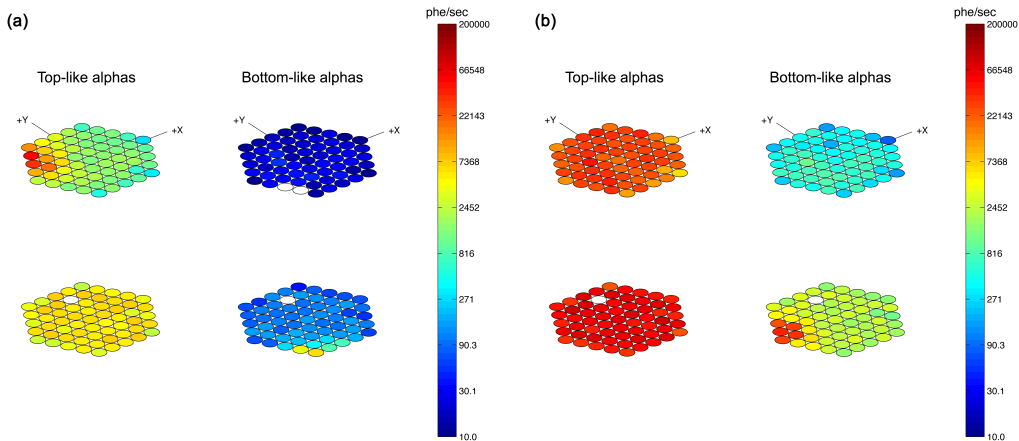 (a)
phe/sec
Top-like alphas
Bottom-like alphas
+Y
+X
+Y
+X
200000
66548
22143
7368
2452
816
271
90.3
30.1
10.0
(b)
phe/sec
Top-like alphas
Bottom-like alphas
+Y
+X
+Y
+X
200000
66548
22143
7368
2452
816
271
90.3
30.1
10.0